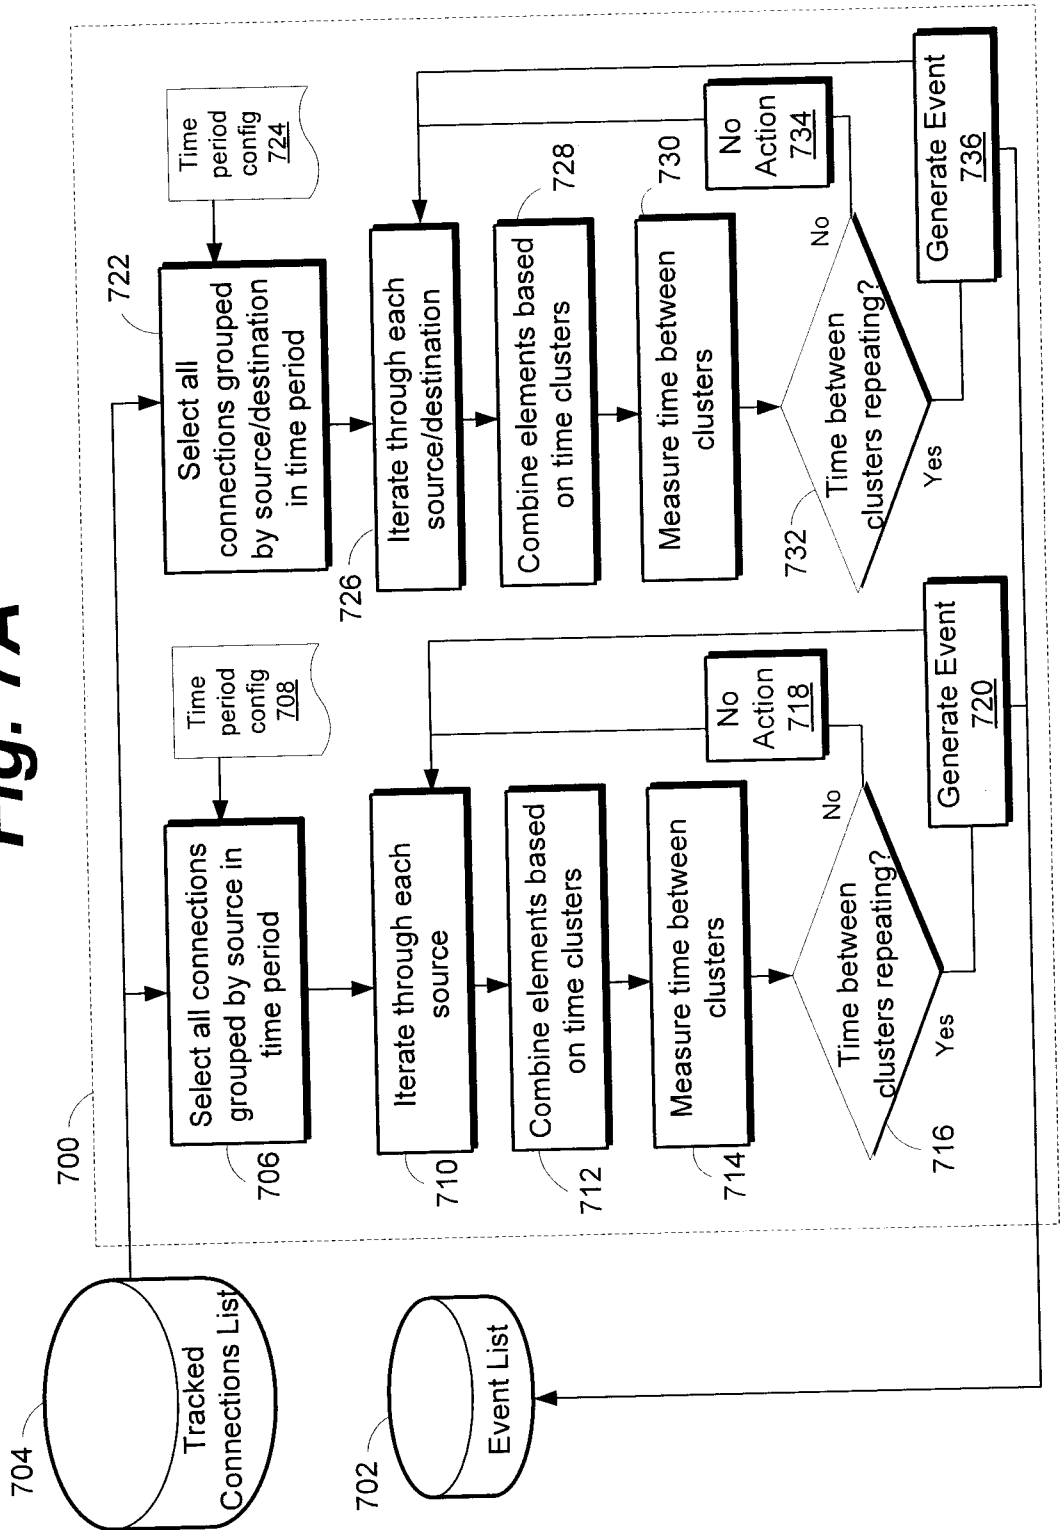 Fig. 7A
700
704
Tracked
Connections List
702
Event List
706
Select all connections
grouped by source in
time period
Time
period
config
708
710
Iterate through each
source
712
Combine elements based
on time clusters
714
Measure time between
clusters
716
Time between
clusters repeating?
No
Yes
No
Action
718
Generate Event
720
722
Select all
connections grouped
by source/destination
in time period
Time
period
config
724
726
Iterate through each
source/destination
728
Combine elements based
on time clusters
730
Measure time between
clusters
732
Time between
clusters repeating?
No
Yes
No
Action
734
Generate Event
736